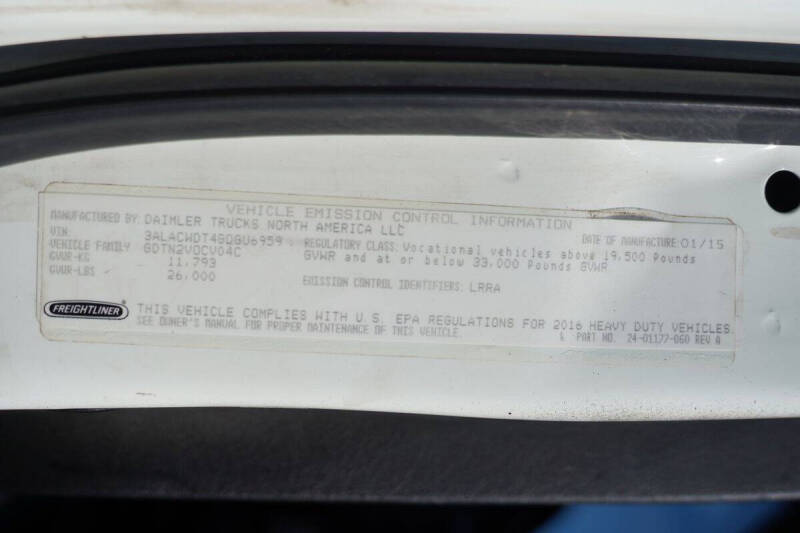 VEHICLE EMISSION CONTROL INFORMATION
MANUFACTURED BY: DAIMLER TRUCKS NORTH AMERICA LLC MANUFACTURE DATE: 01/15
VIN: 3ALACWDT4GDGU6959 REGULATORY CLASS: Vocational vehicles above 19,500 Pounds
VEHICLE FAMILY GDTN2VOCV04C GVWR and at or below 33,000 Pounds GVWR
GVWR-KG 11,793
GVWR-LBS 26,000 EMISSION CONTROL IDENTIFIERS: LRRA
FREIGHTLINER THIS VEHICLE COMPLIES WITH U.S. EPA REGULATIONS FOR 2016 HEAVY DUTY VEHICLES
SEE OWNER'S MANUAL FOR PROPER MAINTENANCE OF THIS VEHICLE. PART NO. 24-01177-060 REV A